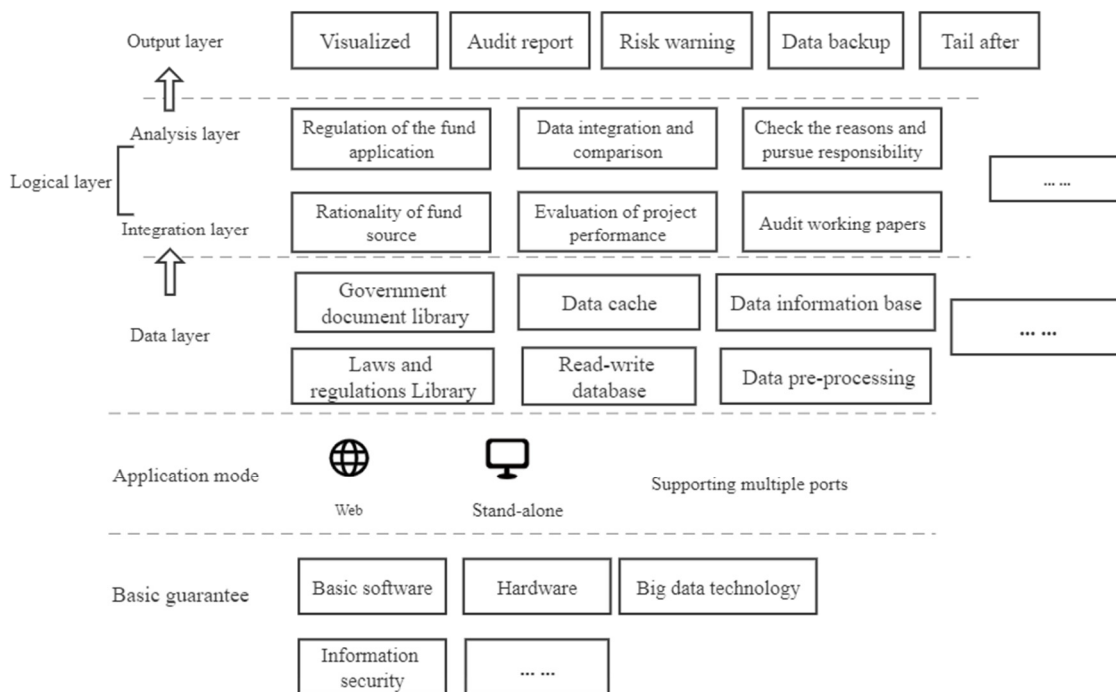 Output layer
Visualized
Audit report
Risk warning
Data backup
Tail after
Analysis layer
Regulation of the fund
application
Data integration and
comparison
Check the reasons and
pursue responsibility
Logical layer
... ...
Integration layer
Rationality of fund
source
Evaluation of project
performance
Audit working papers
Data layer
Government
document library
Data cache
Data information base
... ...
Laws and
regulations Library
Read-write
database
Data pre-processing
Application mode
Web
Stand-alone
Supporting multiple ports
Basic guarantee
Basic software
Hardware
Big data technology
Information
security
... ...